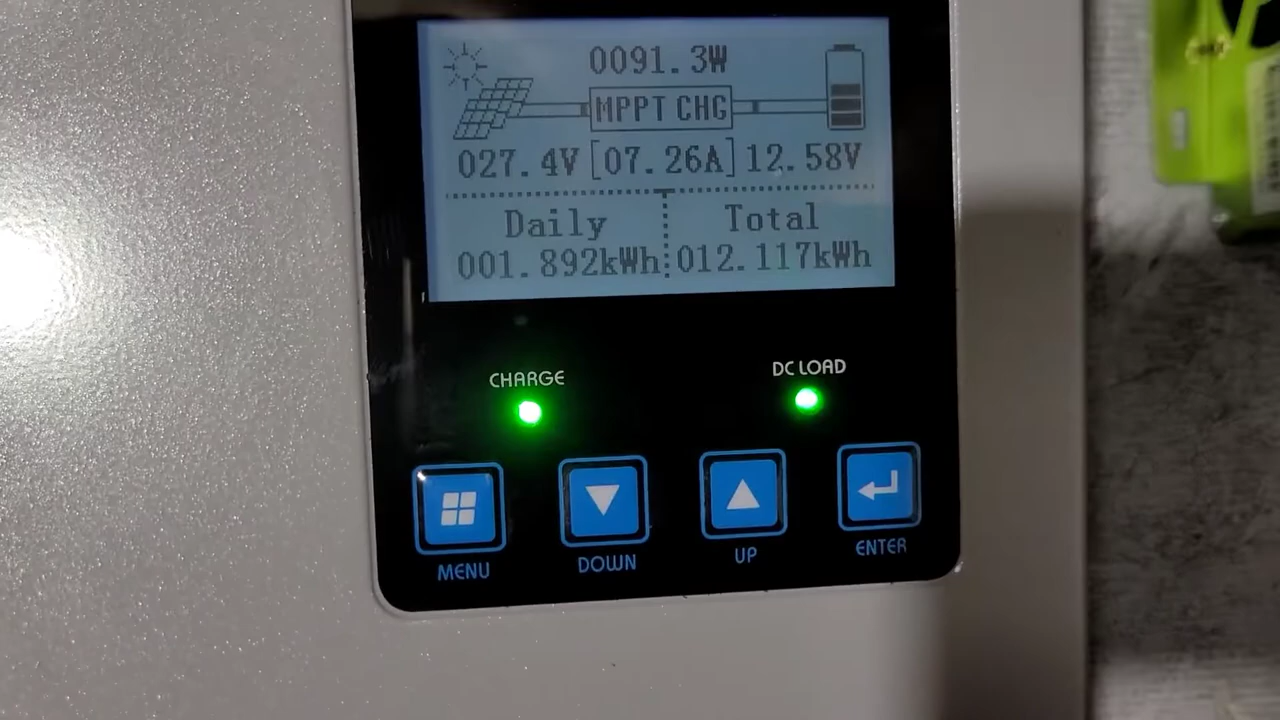 0091.3W
MPPT CHG
027.4V [07.26A] 12.58V
Daily
001.892kWh
Total
012.117kWh
CHARGE
DC LOAD
MENU
DOWN
UP
ENTER